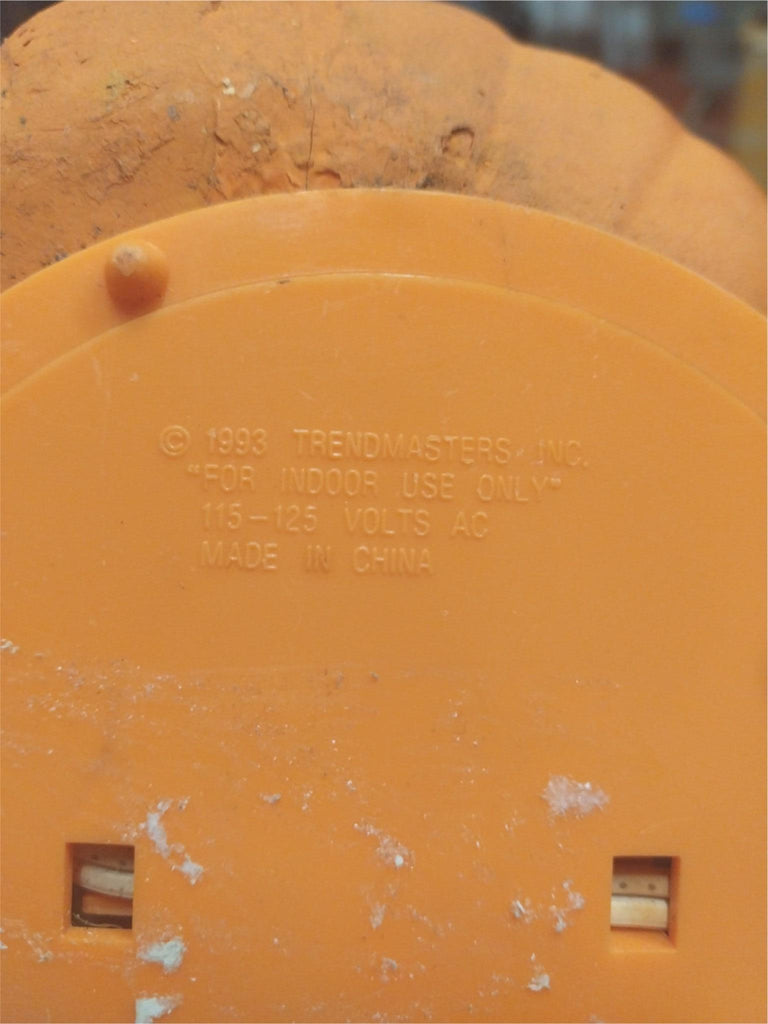 © 1993 TRENDMASTERS, INC.
"FOR INDOOR USE ONLY"
115-125 VOLTS AC
MADE IN CHINA